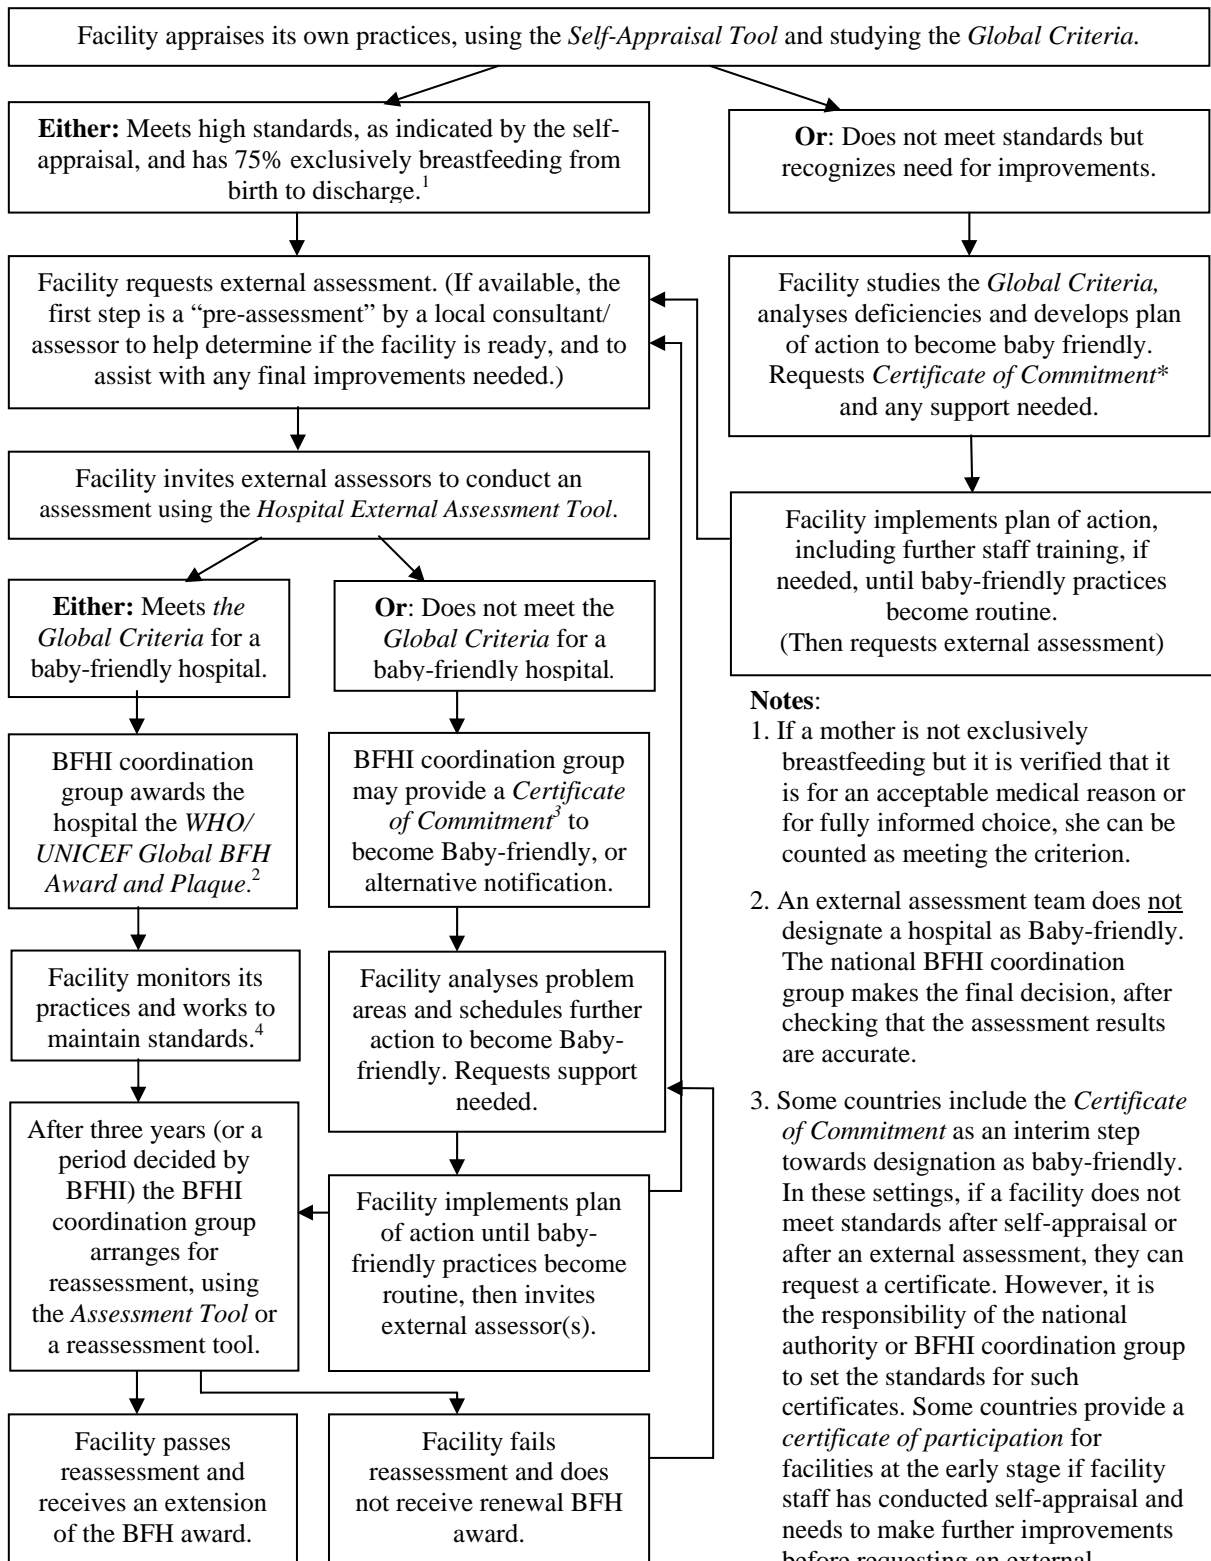 Facility appraises its own practices, using the Self-Appraisal Tool and studying the Global Criteria.
Either: Meets high standards, as indicated by the self-
appraisal, and has 75% exclusively breastfeeding from
birth to discharge.1
Or: Does not meet standards but
recognizes need for improvements.
Facility requests external assessment. (If available, the
first step is a “pre-assessment” by a local consultant/
assessor to help determine if the facility is ready, and to
assist with any final improvements needed.)
Facility studies the Global Criteria,
analyses deficiencies and develops plan
of action to become baby friendly.
Requests Certificate of Commitment*
and any support needed.
Facility invites external assessors to conduct an
assessment using the Hospital External Assessment Tool.
Facility implements plan of action,
including further staff training, if
needed, until baby-friendly practices
become routine.
(Then requests external assessment)
Either: Meets the
Global Criteria for a
baby-friendly hospital.
Or: Does not meet the
Global Criteria for a
baby-friendly hospital.
BFHI coordination
group awards the
hospital the WHO/
UNICEF Global BFH
Award and Plaque.2
BFHI coordination group
may provide a Certificate
of Commitment3 to
become Baby-friendly, or
alternative notification.
Facility monitors its
practices and works to
maintain standards.4
Facility analyses problem
areas and schedules further
action to become Baby-
friendly. Requests support
needed.
After three years (or a
period decided by
BFHI) the BFHI
coordination group
arranges for
reassessment, using
the Assessment Tool or
a reassessment tool.
Facility implements plan
of action until baby-
friendly practices become
routine, then invites
external assessor(s).
Facility passes
reassessment and
receives an extension
of the BFH award.
Facility fails
reassessment and does
not receive renewal BFH
award.
Notes:
1. If a mother is not exclusively
breastfeeding but it is verified that it
is for an acceptable medical reason or
for fully informed choice, she can be
counted as meeting the criterion.
2. An external assessment team does not
designate a hospital as Baby-friendly.
The national BFHI coordination
group makes the final decision, after
checking that the assessment results
are accurate.
3. Some countries include the Certificate
of Commitment as an interim step
towards designation as baby-friendly.
In these settings, if a facility does not
meet standards after self-appraisal or
after an external assessment, they can
request a certificate. However, it is
the responsibility of the national
authority or BFHI coordination group
to set the standards for such
certificates. Some countries provide a
certificate of participation for
facilities at the early stage if facility
staff has conducted self-appraisal and
needs to make further improvements
before requesting an external